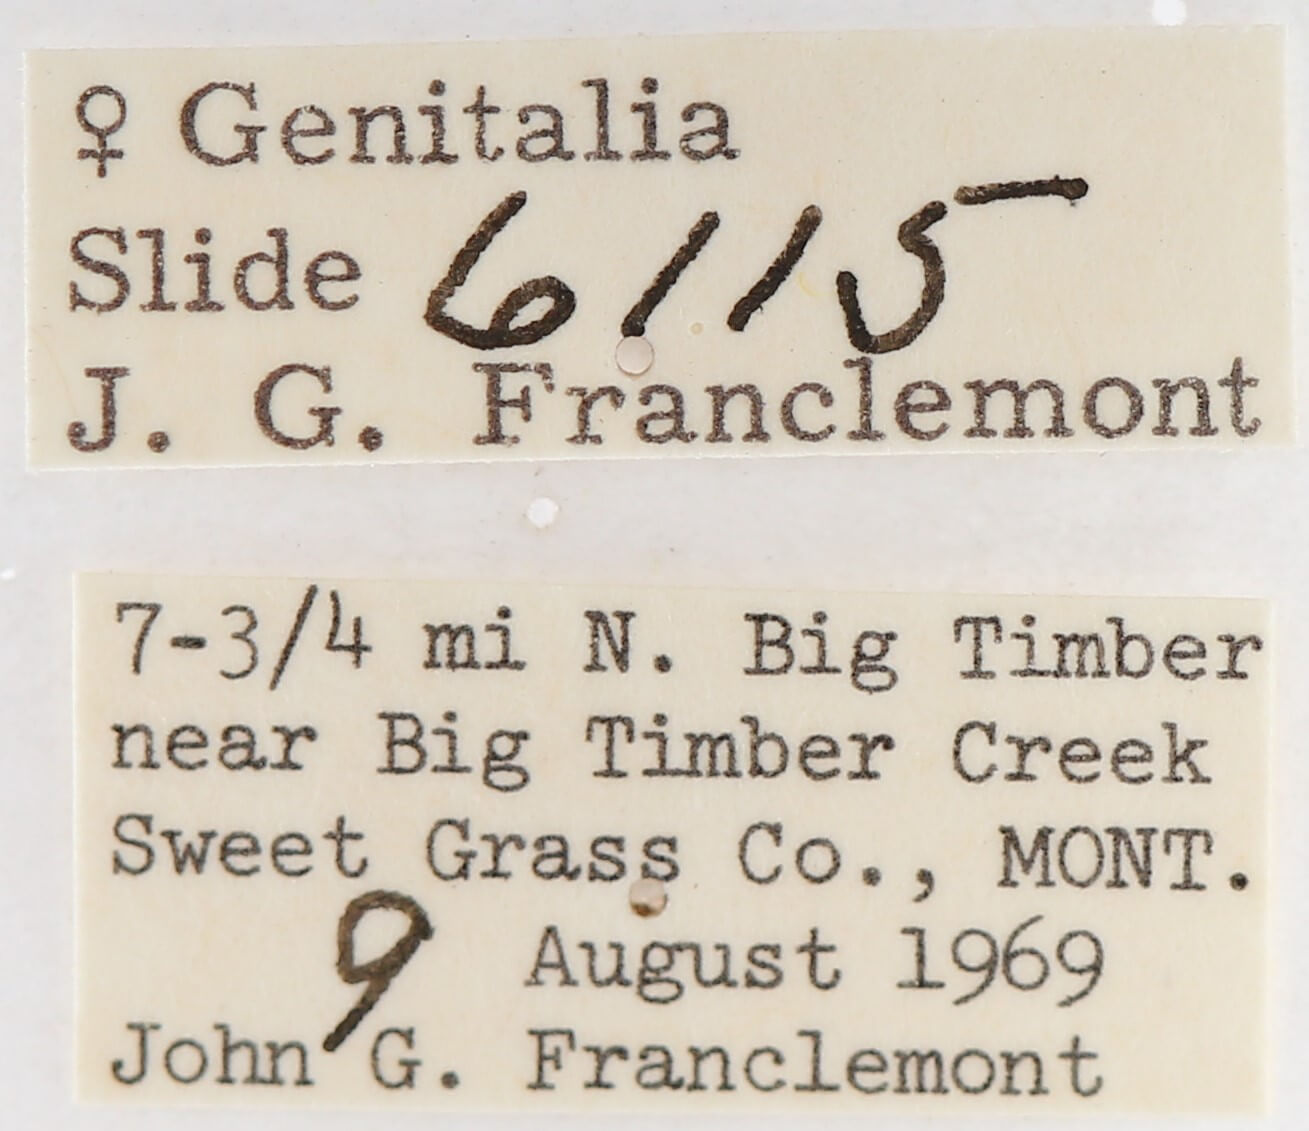 ♀ Genitalia
Slide 6115
J. G. Franclemont
7-3/4 mi N. Big Timber
near Big Timber Creek
Sweet Grass Co., MONT.
9 August 1969
John G. Franclemont